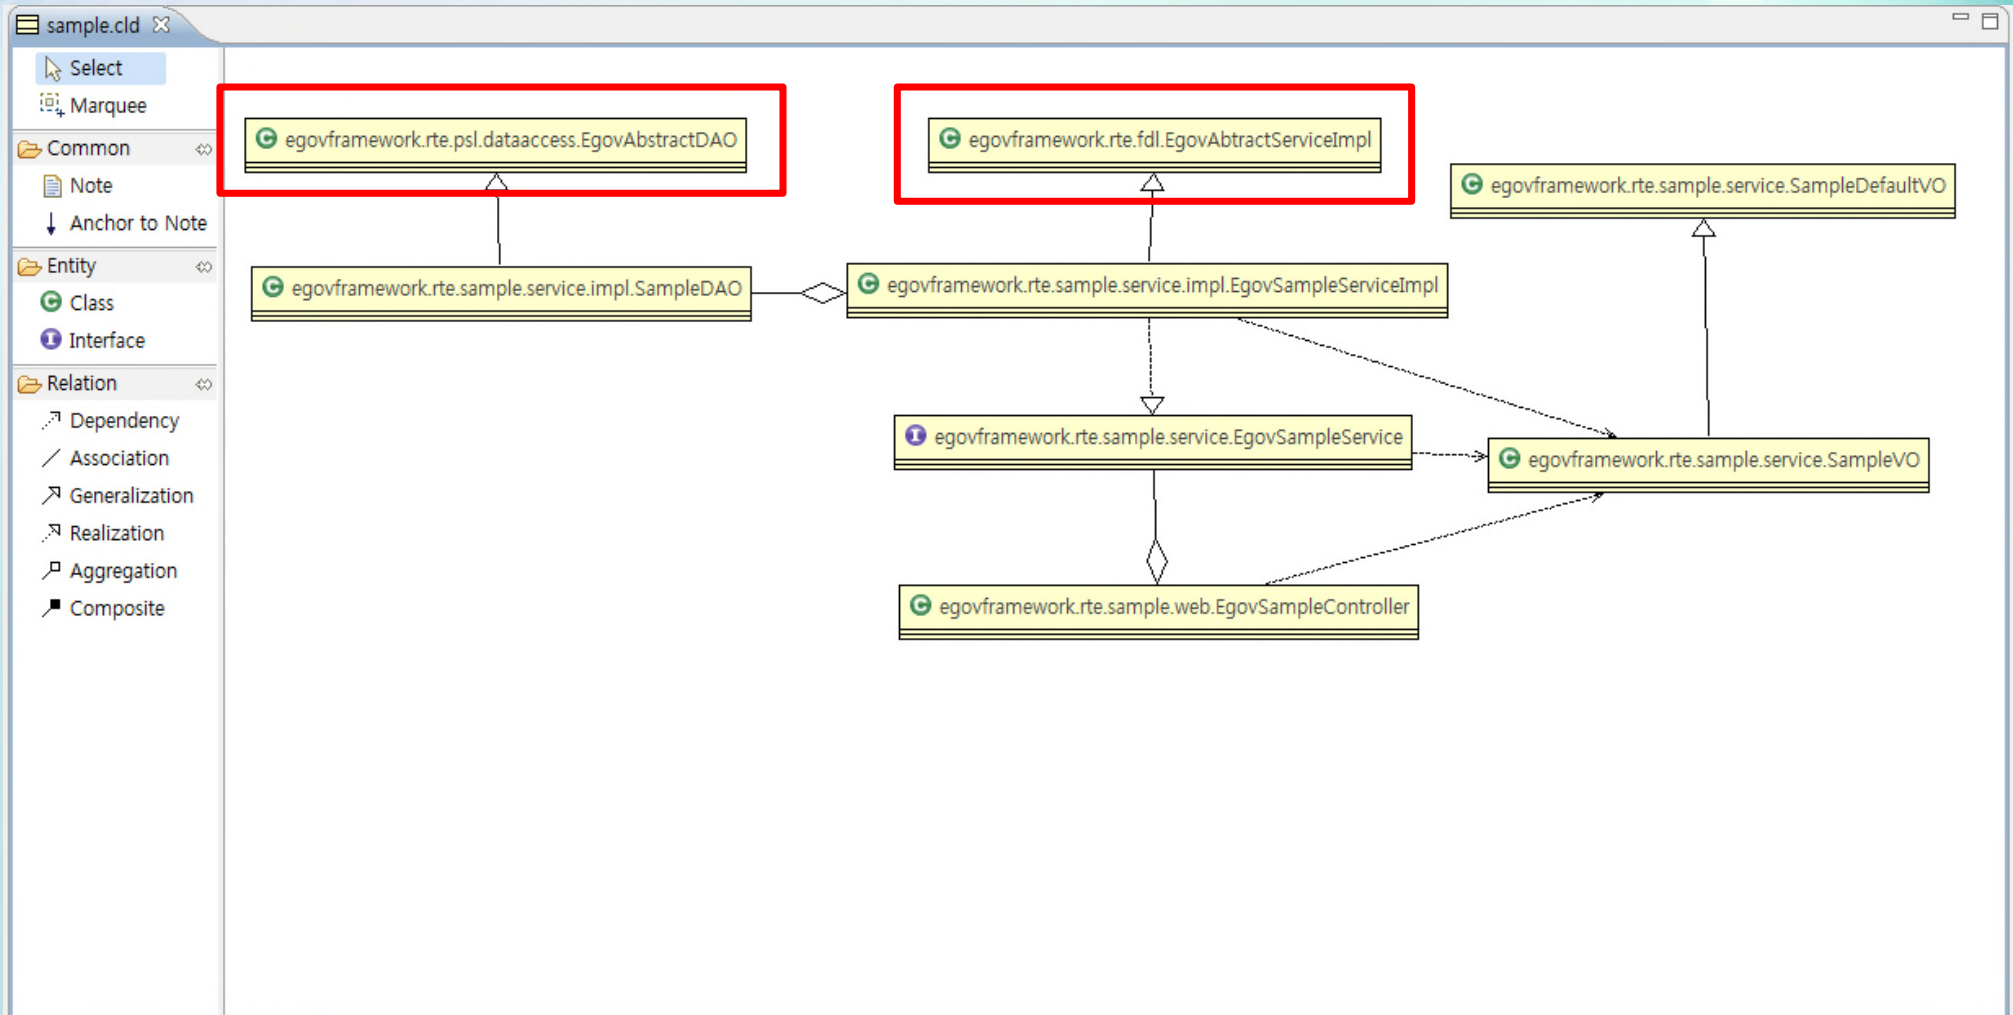 sample.cld
Select
Marquee
Common
Note
Anchor to Note
Entity
Class
Interface
Relation
Dependency
Association
Generalization
Realization
Aggregation
Composite
egovframework.rte.psl.dataaccess.EgovAbstractDAO
egovframework.rte.fdl.EgovAbtractServiceImpl
egovframework.rte.sample.service.SampleDefaultVO
egovframework.rte.sample.service.impl.SampleDAO
egovframework.rte.sample.service.impl.EgovSampleServiceImpl
egovframework.rte.sample.service.EgovSampleService
egovframework.rte.sample.service.SampleVO
egovframework.rte.sample.web.EgovSampleController